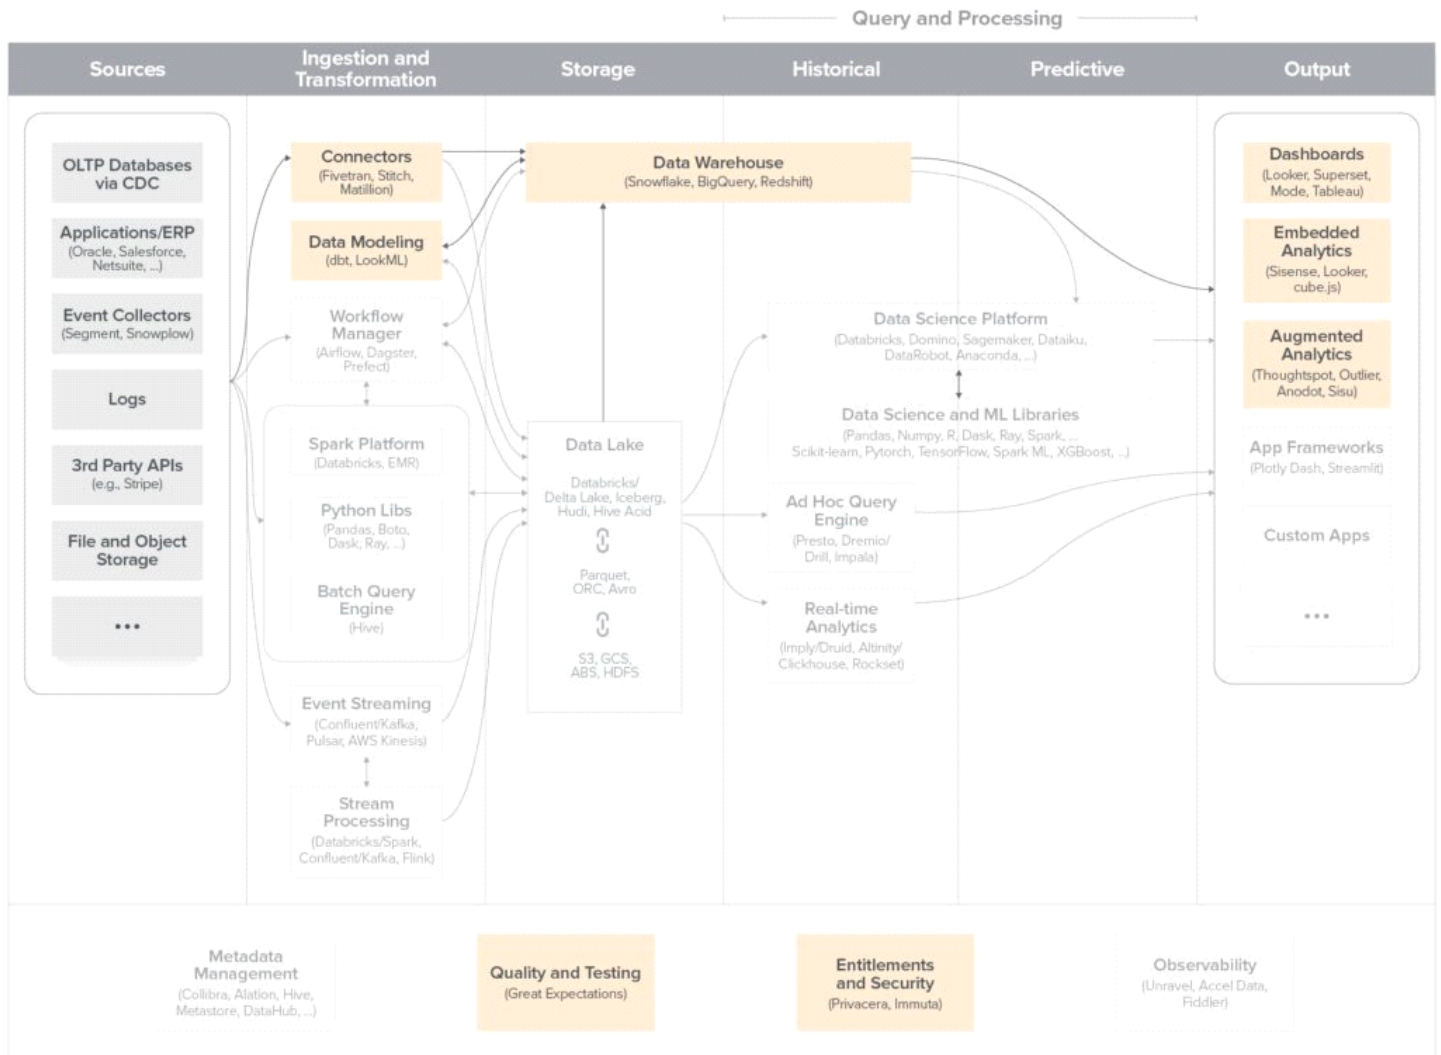 Query and Processing
Sources
Ingestion and
Transformation
Storage
Historical
Predictive
Output
OLTP Databases
via CDC
Applications/ERP
(Oracle, Salesforce,
Netsuite, ...)
Event Collectors
(Segment, Snowplow)
Logs
3rd Party APIs
(e.g., Stripe)
File and Object
Storage
...
Connectors
(Fivetran, Stitch,
Matillion)
Data Modeling
(dbt, LookML)
Workflow
Manager
(Airflow, Dagster,
Prefect)
Spark Platform
(Databricks, EMR)
Python Libs
(Pandas, Boto,
Dask, Ray, ...)
Batch Query
Engine
(Hive)
Event Streaming
(Confluent/Kafka,
Pulsar, AWS Kinesis)
Stream
Processing
(Databricks/Spark,
Confluent/Kafka, Flink)
Data Warehouse
(Snowflake, BigQuery, Redshift)
Data Lake
Databricks/
Delta Lake, Iceberg,
Hudi, Hive Acid
Parquet,
ORC, Avro
S3, GCS,
ABS, HDFS
Data Science Platform
(Databricks, Domino, Sagemaker, Dataiku,
DataRobot, Anaconda, ...)
Data Science and ML Libraries
(Pandas, Numpy, R, Dask, Ray, Spark, ...
Scikit-learn, Pytorch, TensorFlow, Spark ML, XGBoost, ...)
Ad Hoc Query
Engine
(Presto, Dremio/
Drill, Impala)
Real-time
Analytics
(Imply/Druid, Altinity/
Clickhouse, Rockset)
Dashboards
(Looker, Superset,
Mode, Tableau)
Embedded
Analytics
(Sisense, Looker,
cube.js)
Augmented
Analytics
(Thoughtspot, Outlier,
Anodot, Sisu)
App Frameworks
(Plotly Dash, Streamlit)
Custom Apps
...
Metadata
Management
(Collibra, Alation, Hive,
Metastore, DataHub, ...)
Quality and Testing
(Great Expectations)
Entitlements
and Security
(Privacera, Immuta)
Observability
(Unravel, Accel Data,
Fiddler)